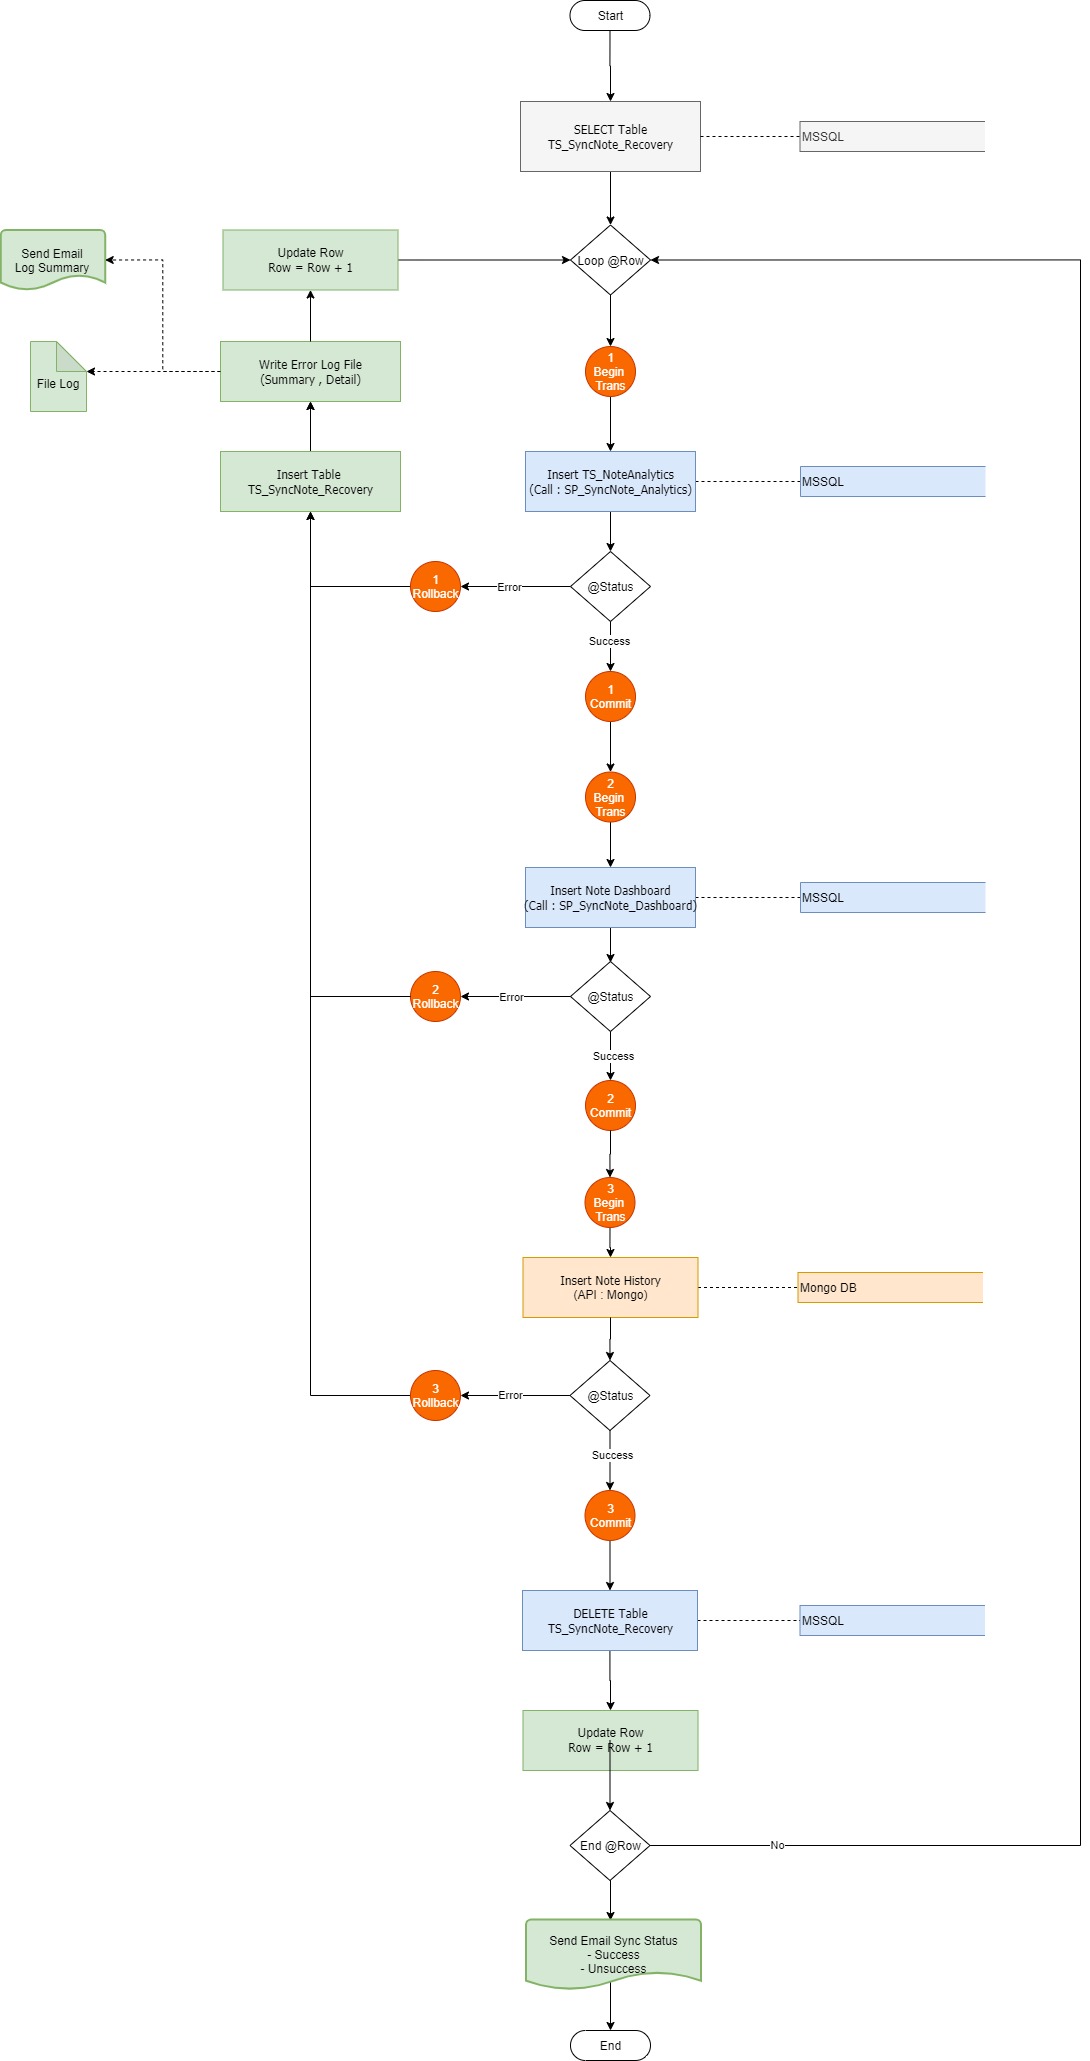 Start
SELECT Table
TS_SyncNote_Recovery
MSSQL
Send Email
Log Summary
Update Row
Row = Row + 1
Loop @Row
File Log
Write Error Log File
(Summary , Detail)
1
Begin
Trans
Insert Table
TS_SyncNote_Recovery
Insert TS_NoteAnalytics
(Call : SP_SyncNote_Analytics)
MSSQL
1
Rollback
Error
@Status
Success
1
Commit
2
Begin
Trans
Insert Note Dashboard
(Call : SP_SyncNote_Dashboard)
MSSQL
2
Rollback
Error
@Status
Success
2
Commit
3
Begin
Trans
Insert Note History
(API : Mongo)
Mongo DB
3
Rollback
Error
@Status
Success
3
Commit
DELETE Table
TS_SyncNote_Recovery
MSSQL
Update Row
Row = Row + 1
End @Row
No
Send Email Sync Status
- Success
- Unsuccess
End